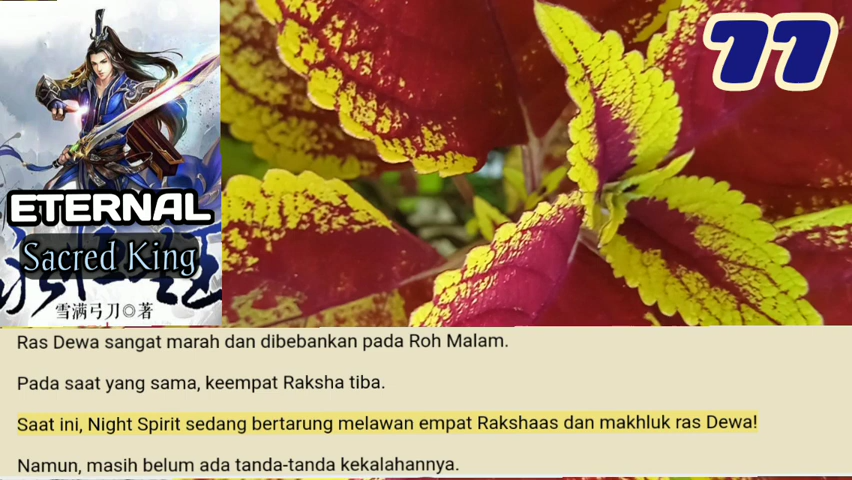 77
ETERNAL
Sacred King
雪满弓刀◎著
Ras Dewa sangat marah dan dibebankan pada Roh Malam.
Pada saat yang sama, keempat Raksha tiba.
Saat ini, Night Spirit sedang bertarung melawan empat Rakshaas dan makhluk ras Dewa!
Namun, masih belum ada tanda-tanda kekalahannya.